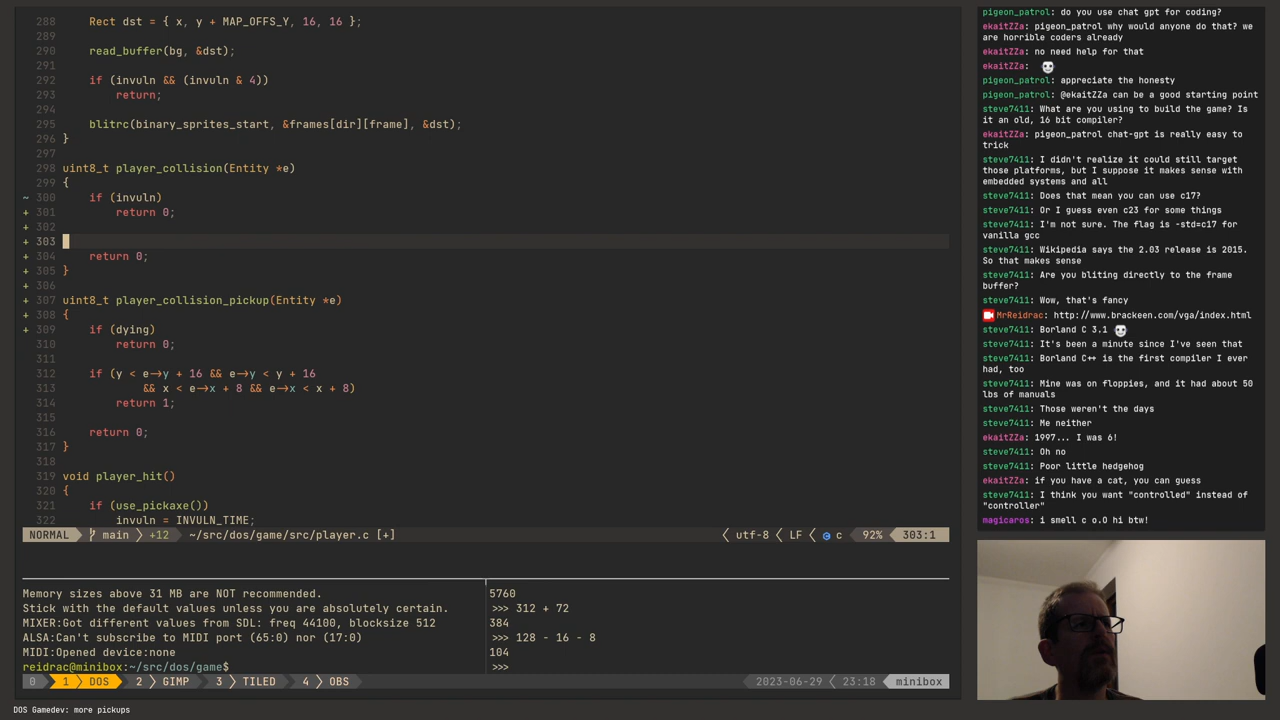 288     Rect dst = { x, y + MAP_OFFS_Y, 16, 16 };
289
290     read_buffer(bg, &dst);
291
292     if (invuln && (invuln & 4))
293         return;
294
295     blitrc(binary_sprites_start, &frames[dir][frame], &dst);
296 }
297
298 uint8_t player_collision(Entity *e)
299 {
~ 300     if (invuln)
+ 301         return 0;
+ 302
+ 303
+ 304     return 0;
+ 305 }
+ 306
+ 307 uint8_t player_collision_pickup(Entity *e)
+ 308 {
+ 309     if (dying)
310         return 0;
311
312     if (y < e->y + 16 && e->y < y + 16
313             && x < e->x + 8 && e->x < x + 8)
314         return 1;
315
316     return 0;
317 }
318
319 void player_hit()
320 {
321     if (use_pickaxe())
322         invuln = INVULN_TIME;
NORMAL main +12 ~/src/dos/game/src/player.c [+] utf-8 LF c 92% 303:1
Memory sizes above 31 MB are NOT recommended.
Stick with the default values unless you are absolutely certain.
MIXER:Got different values from SDL: freq 44100, blocksize 512
ALSA:Can't subscribe to MIDI port (65:0) nor (17:0)
MIDI:Opened device:none
reidrac@minibox:~/src/dos/game$
5760
>>> 312 + 72
384
>>> 128 - 16 - 8
104
>>>
0 1 DOS 2 GIMP 3 TILED 4 OBS 2023-06-29 23:18 minibox
DOS Gamedev: more pickups
pigeon_patrol: do you use chat gpt for coding?
ekaitZZa: pigeon_patrol why would anyone do that? we
are horrible coders already
ekaitZZa: no need help for that
ekaitZZa:
pigeon_patrol: appreciate the honesty
pigeon_patrol: @ekaitZZa can be a good starting point
steve7411: What are you using to build the game? Is
it an old, 16 bit compiler?
ekaitZZa: pigeon_patrol chat-gpt is really easy to
trick
steve7411: I didn't realize it could still target
those platforms, but I suppose it makes sense with
embedded systems and all
steve7411: Does that mean you can use c17?
steve7411: Or I guess even c23 for some things
steve7411: I'm not sure. The flag is -std=c17 for
vanilla gcc
steve7411: Wikipedia says the 2.03 release is 2015.
So that makes sense
steve7411: Are you bliting directly to the frame
buffer?
steve7411: Wow, that's fancy
MrReidrac: http://www.brackeen.com/vga/index.html
steve7411: Borland C 3.1
steve7411: It's been a minute since I've seen that
steve7411: Borland C++ is the first compiler I ever
had, too
steve7411: Mine was on floppies, and it had about 50
lbs of manuals
steve7411: Those weren't the days
steve7411: Me neither
ekaitZZa: 1997... I was 6!
steve7411: Oh no
steve7411: Poor little hedgehog
ekaitZZa: if you have a cat, you can guess
steve7411: I think you want "controlled" instead of
"controller"
magicaros: i smell c o.O hi btw!